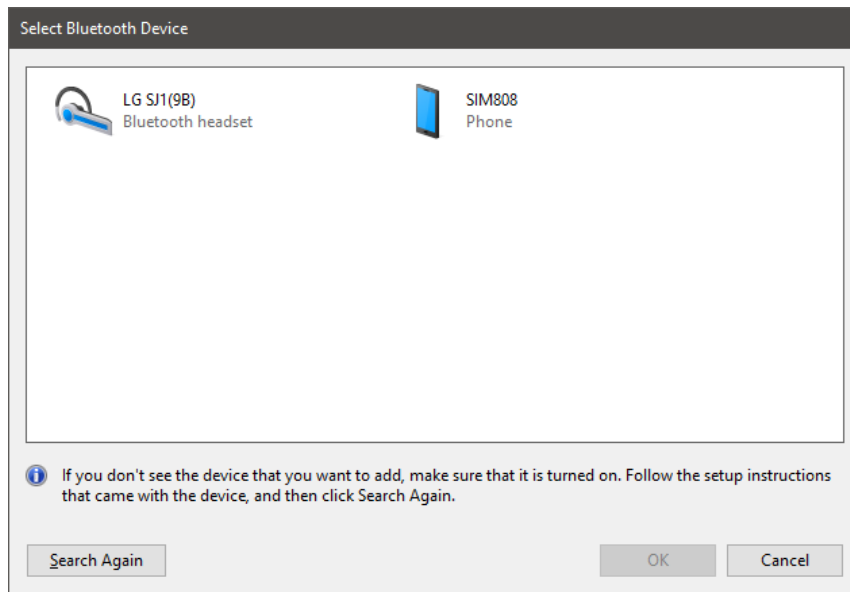 Select Bluetooth Device
LG SJ1(9B)
Bluetooth headset
SIM808
Phone
If you don't see the device that you want to add, make sure that it is turned on. Follow the setup instructions
that came with the device, and then click Search Again.
Search Again
OK
Cancel